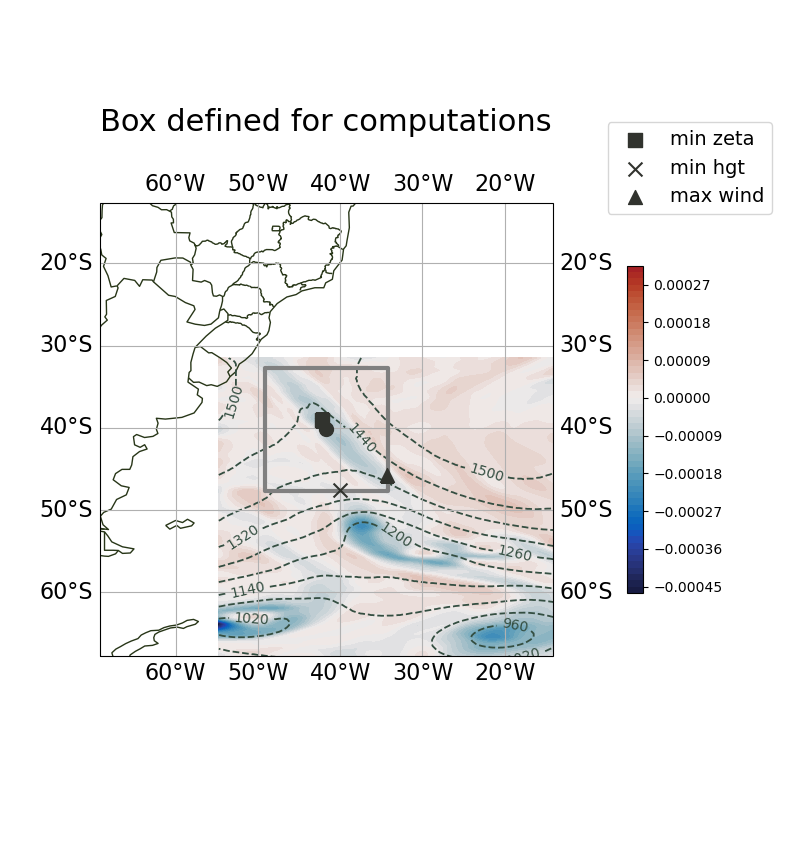 Box defined for computations
min zeta
min hgt
max wind
60°W 50°W 40°W 30°W 20°W
20°S 20°S
30°S 30°S
40°S 40°S
50°S 50°S
60°S 60°S
60°W 50°W 40°W 30°W 20°W
1500
1440
1500
1320
1200
1260
1140
1020
960
0.00027
0.00018
0.00009
0.00000
−0.00009
−0.00018
−0.00027
−0.00036
−0.00045